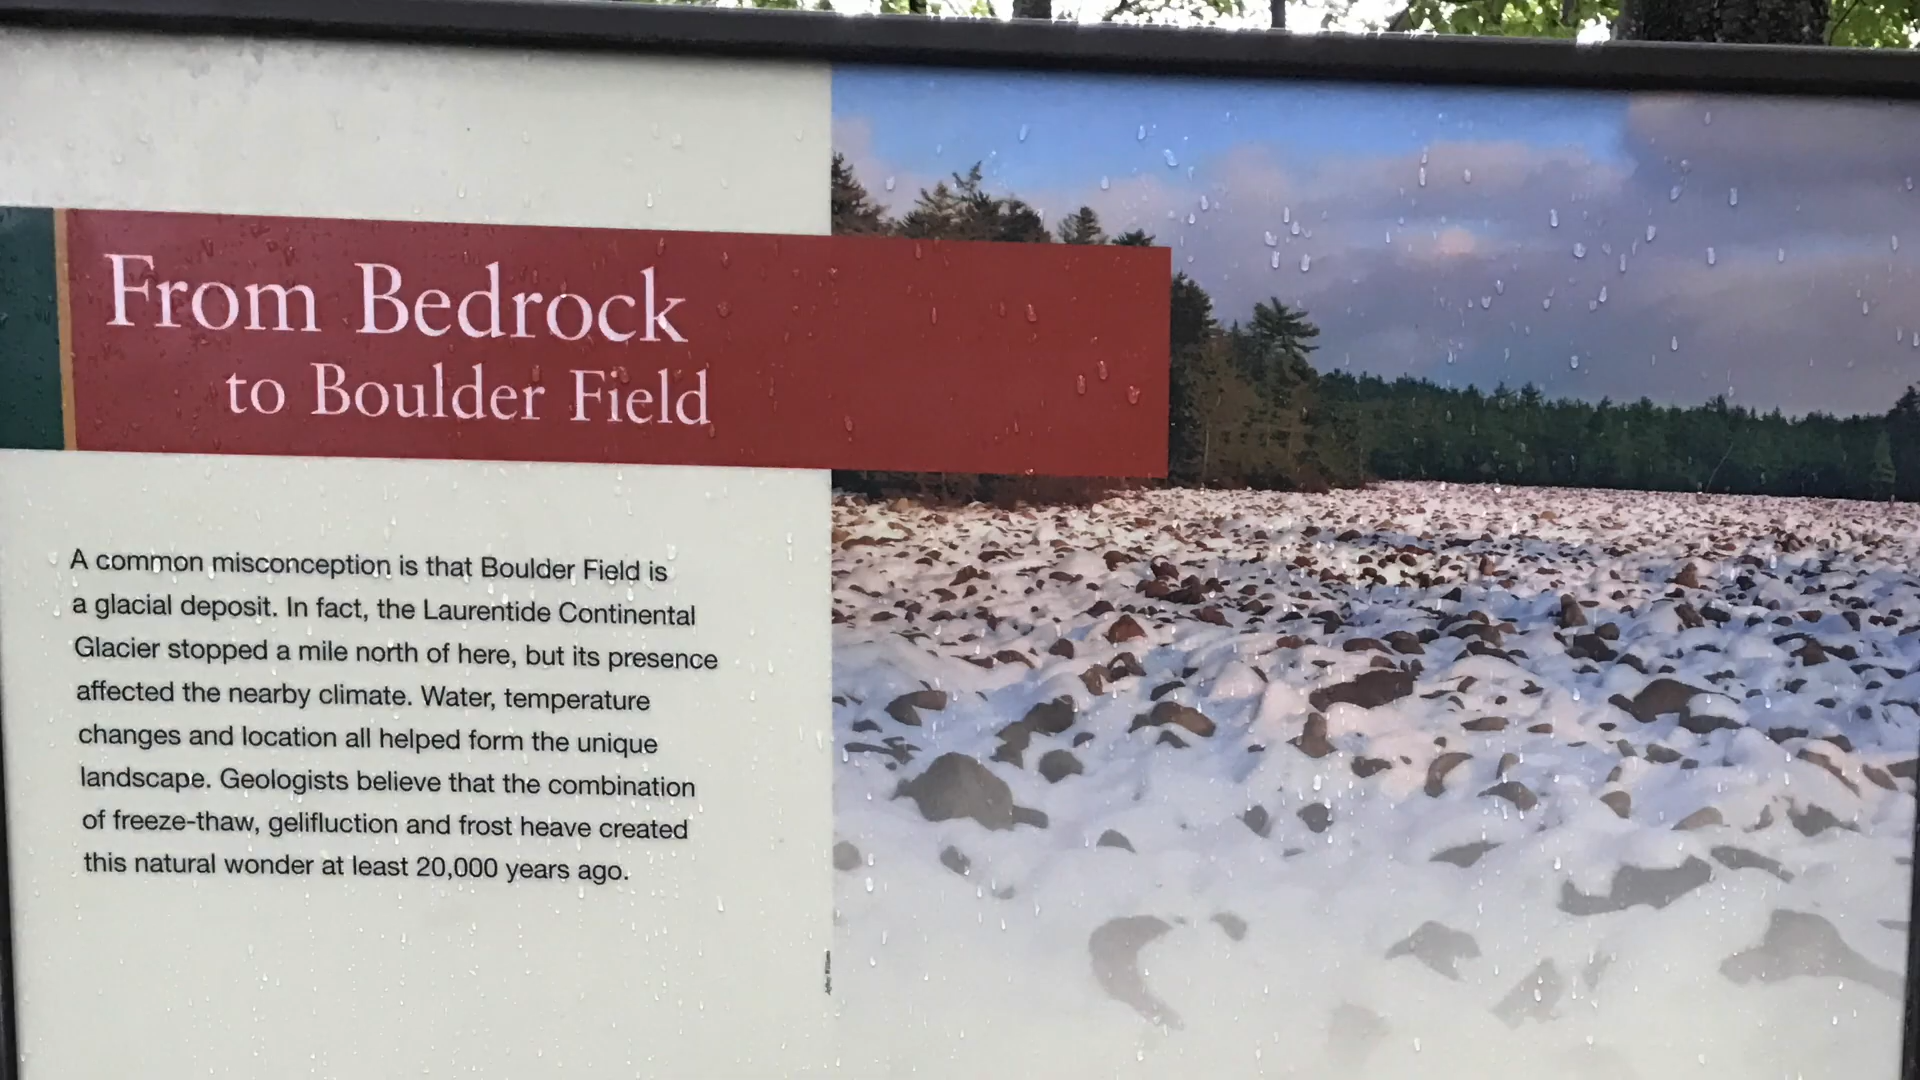 From Bedrock
to Boulder Field
A common misconception is that Boulder Field is
a glacial deposit. In fact, the Laurentide Continental
Glacier stopped a mile north of here, but its presence
affected the nearby climate. Water, temperature
changes and location all helped form the unique
landscape. Geologists believe that the combination
of freeze-thaw, gelifluction and frost heave created
this natural wonder at least 20,000 years ago.